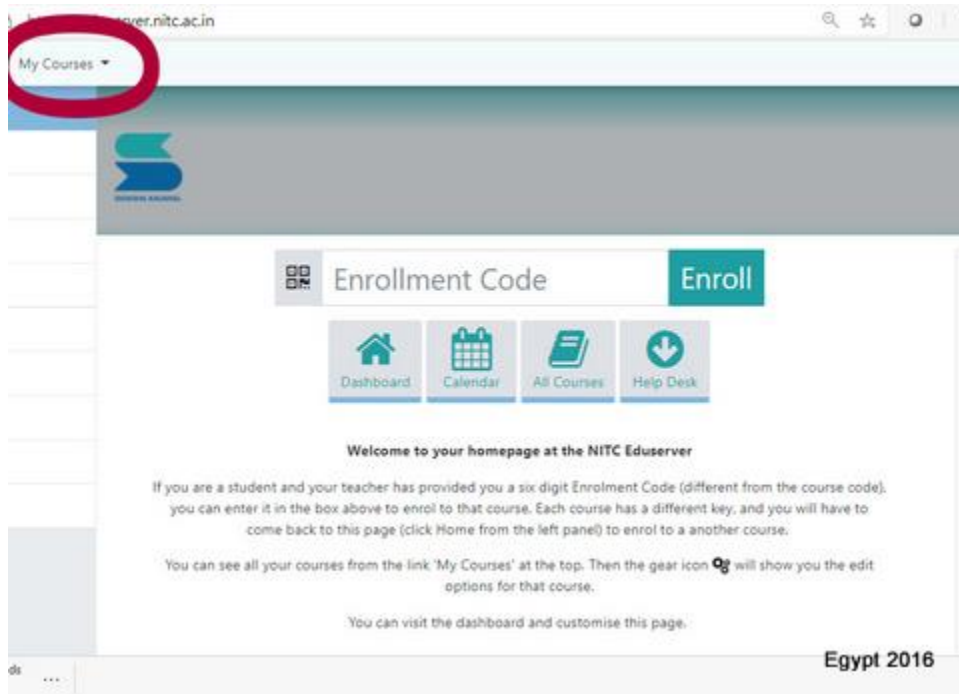 erver.nitc.ac.in
My Courses
Enrollment Code
Enroll
Dashboard
Calendar
All Courses
Help Desk
Welcome to your homepage at the NITC Eduserver
If you are a student and your teacher has provided you a six digit Enrolment Code (different from the course code),
you can enter it in the box above to enrol to that course. Each course has a different key, and you will have to
come back to this page (click Home from the left panel) to enrol to a another course.
You can see all your courses from the link 'My Courses' at the top. Then the gear icon will show you the edit
options for that course.
You can visit the dashboard and customise this page.
Egypt 2016
ds
...